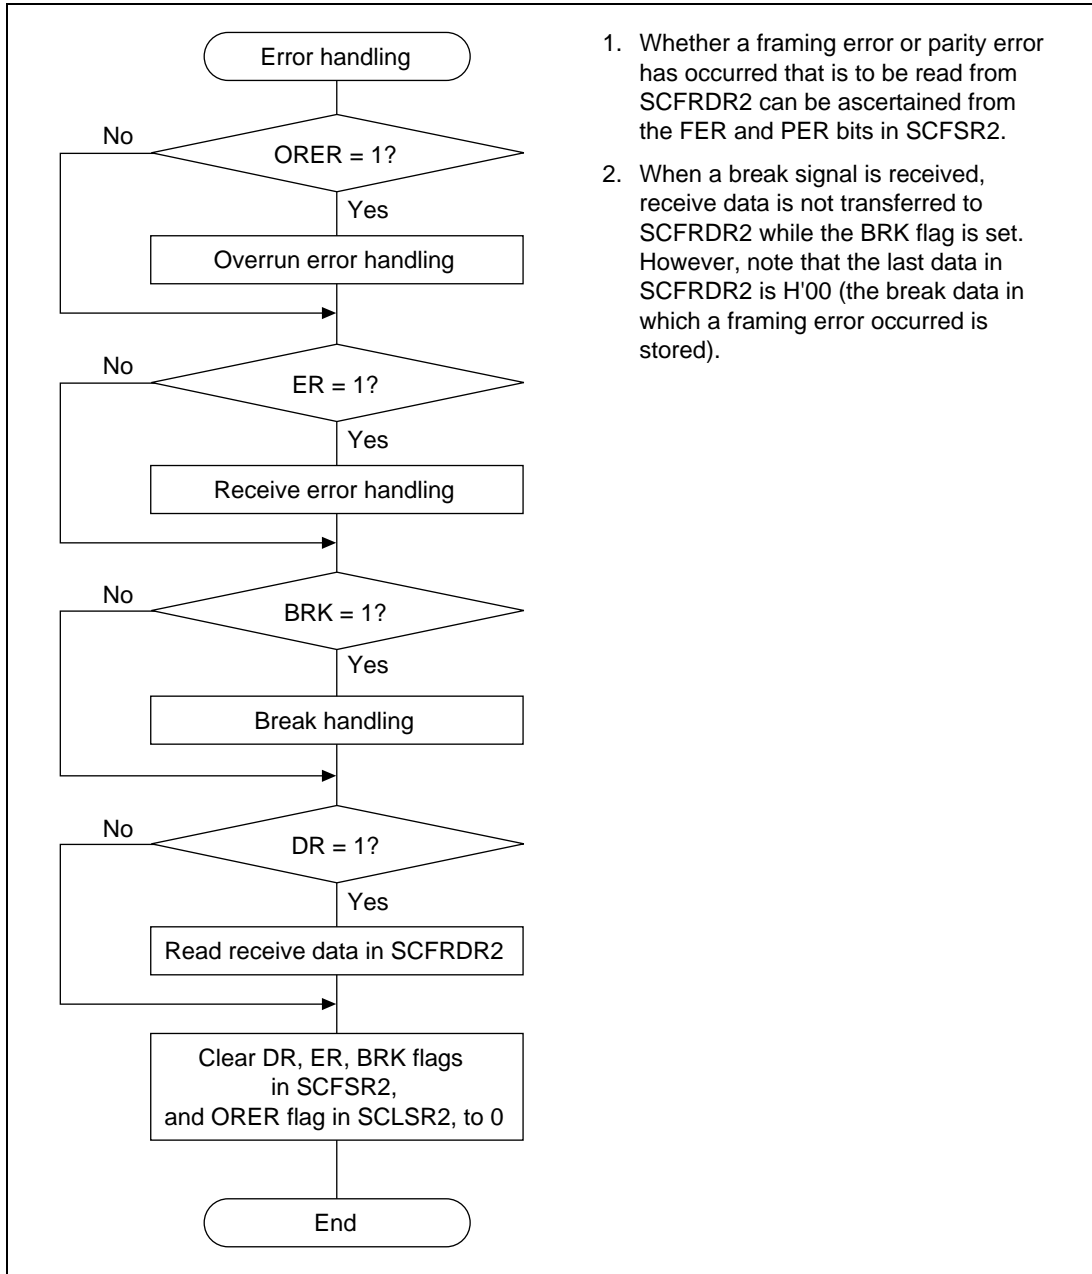 Error handling
No
ORER = 1?
Yes
Overrun error handling
No
ER = 1?
Yes
Receive error handling
No
BRK = 1?
Yes
Break handling
No
DR = 1?
Yes
Read receive data in SCFRDR2
Clear DR, ER, BRK flags
in SCFSR2,
and ORER flag in SCLSR2, to 0
End
1. Whether a framing error or parity error
has occurred that is to be read from
SCFRDR2 can be ascertained from
the FER and PER bits in SCFSR2.
2. When a break signal is received,
receive data is not transferred to
SCFRDR2 while the BRK flag is set.
However, note that the last data in
SCFRDR2 is H'00 (the break data in
which a framing error occurred is
stored).